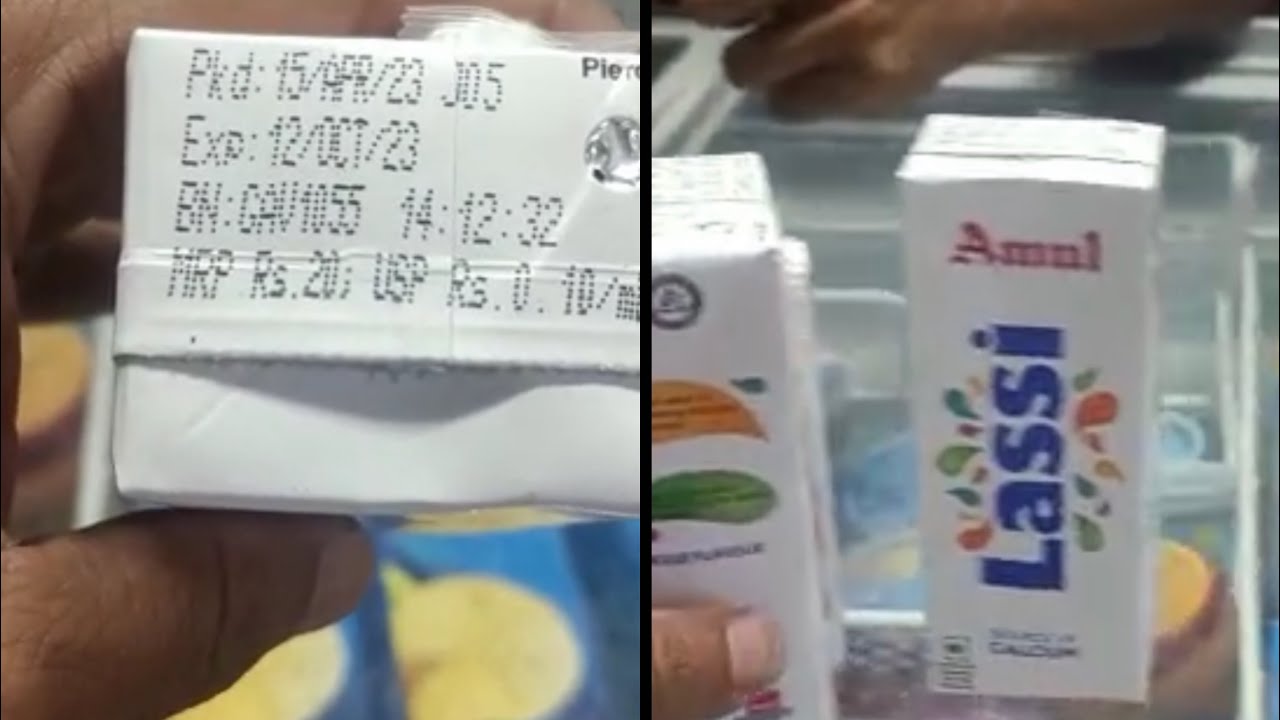 Pkd: 15/APR/23 J05
Exp: 12/OCT/23
BN:GAV1055 14:12:32
MRP Rs.20; USP Rs.0.10/m
Amul
Lassi
CALCIUM